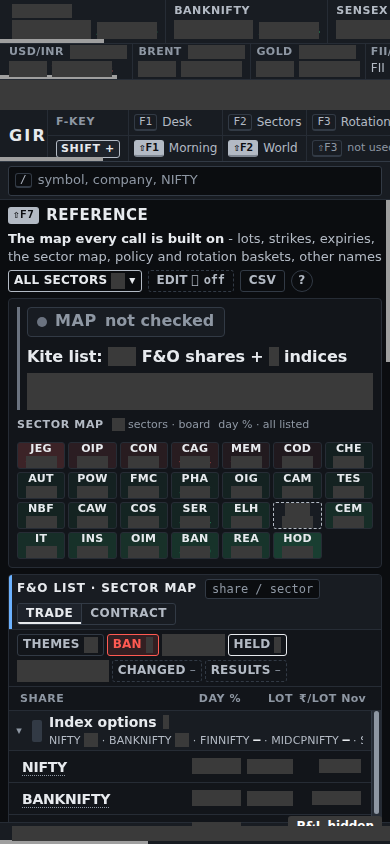 BANKNIFTY
SENSEX
USD/INR
BRENT
GOLD
FII/
FII
GIR
F-KEY
F1 Desk
F2 Sectors
F3 Rotation
SHIFT +
⇧F1 Morning
⇧F2 World
⇧F3 not used
/ symbol, company, NIFTY
⇧F7 REFERENCE
The map every call is built on - lots, strikes, expiries,
the sector map, policy and rotation baskets, other names
ALL SECTORS ▾
EDIT off
CSV
?
MAP not checked
Kite list: F&O shares + indices
SECTOR MAP sectors · board day % · all listed
JEG OIP CON CAG MEM COD CHE
AUT POW FMC PHA OIG CAM TES
NBF CAW COS SER ELH CEM
IT INS OIM BAN REA HOD
F&O LIST · SECTOR MAP share / sector
TRADE CONTRACT
THEMES BAN HELD
CHANGED – RESULTS –
SHARE DAY % LOT ₹/LOT Nov
▾ Index options
NIFTY · BANKNIFTY · FINNIFTY – · MIDCPNIFTY – ·
NIFTY
BANKNIFTY
P&L hidden